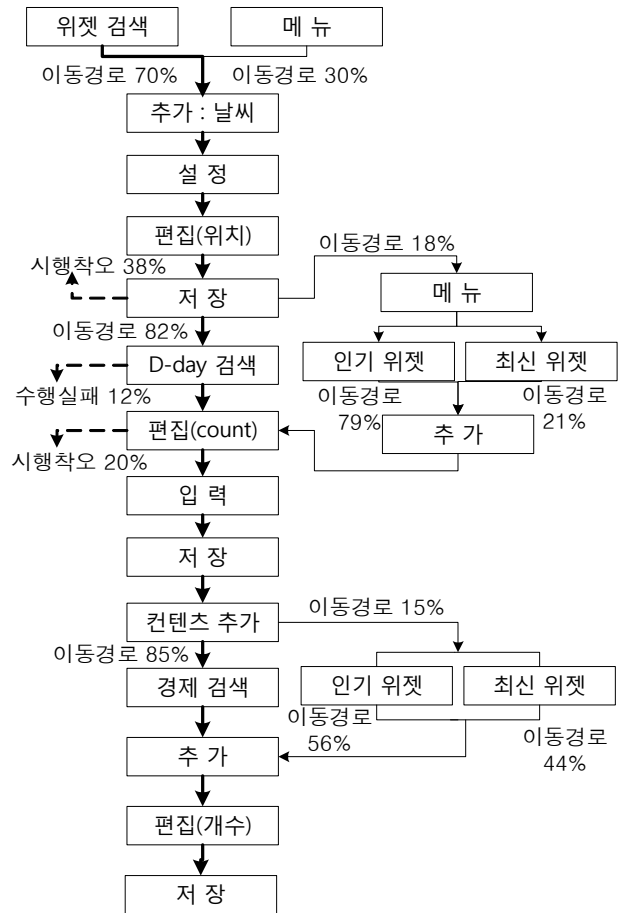 위젯 검색
메 뉴
이동경로 70%
이동경로 30%
추가 : 날씨
설 정
편집(위치)
이동경로 18%
시행착오 38%
저 장
메 뉴
이동경로 82%
D-day 검색
인기 위젯
최신 위젯
수행실패 12%
이동경로
79%
이동경로
21%
편집(count)
추 가
시행착오 20%
입 력
저 장
컨텐츠 추가
이동경로 15%
이동경로 85%
경제 검색
인기 위젯
최신 위젯
이동경로
56%
이동경로
44%
추 가
편집(개수)
저 장